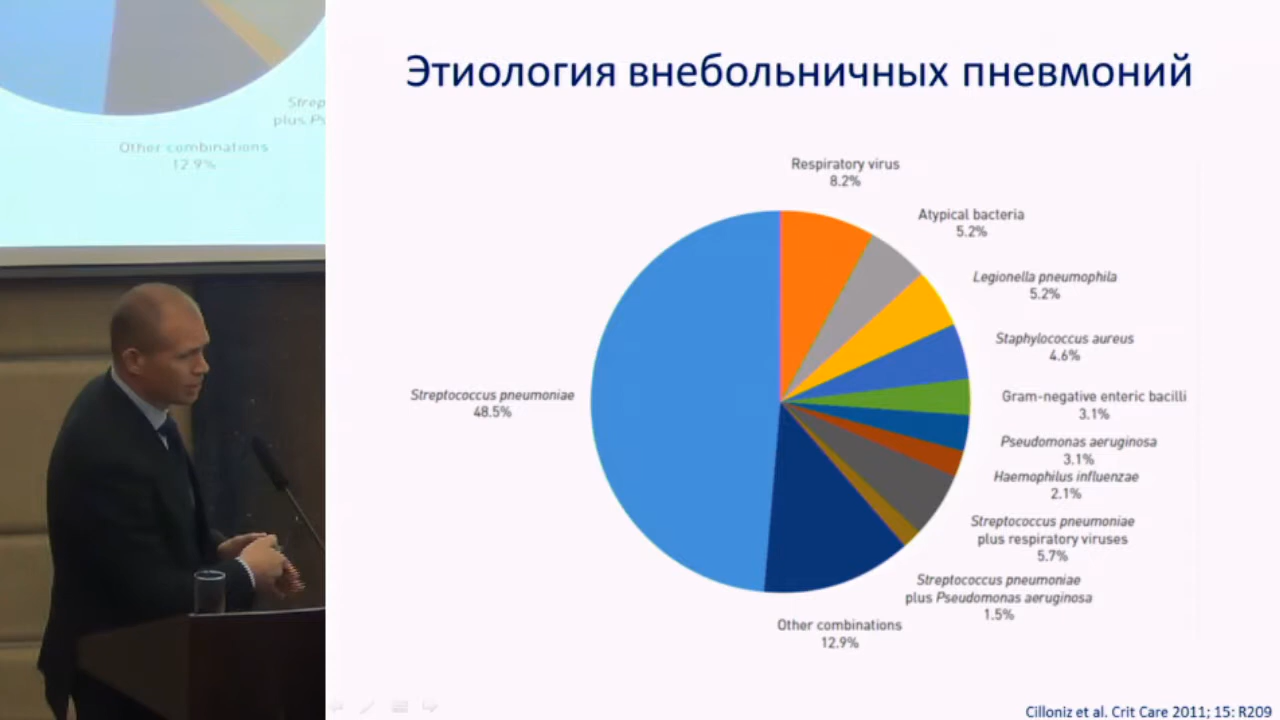 Этиология внебольничных пневмоний
Respiratory virus
8.2%
Atypical bacteria
5.2%
Legionella pneumophila
5.2%
Staphylococcus aureus
4.6%
Streptococcus pneumoniae
48.5%
Gram-negative enteric bacilli
3.1%
Pseudomonas aeruginosa
3.1%
Haemophilus influenzae
2.1%
Streptococcus pneumoniae
plus respiratory viruses
5.7%
Streptococcus pneumoniae
plus Pseudomonas aeruginosa
1.5%
Other combinations
12.9%
Cilloniz et al. Crit Care 2011; 15: R209
Strep
plus P
Other combinations
12.9%